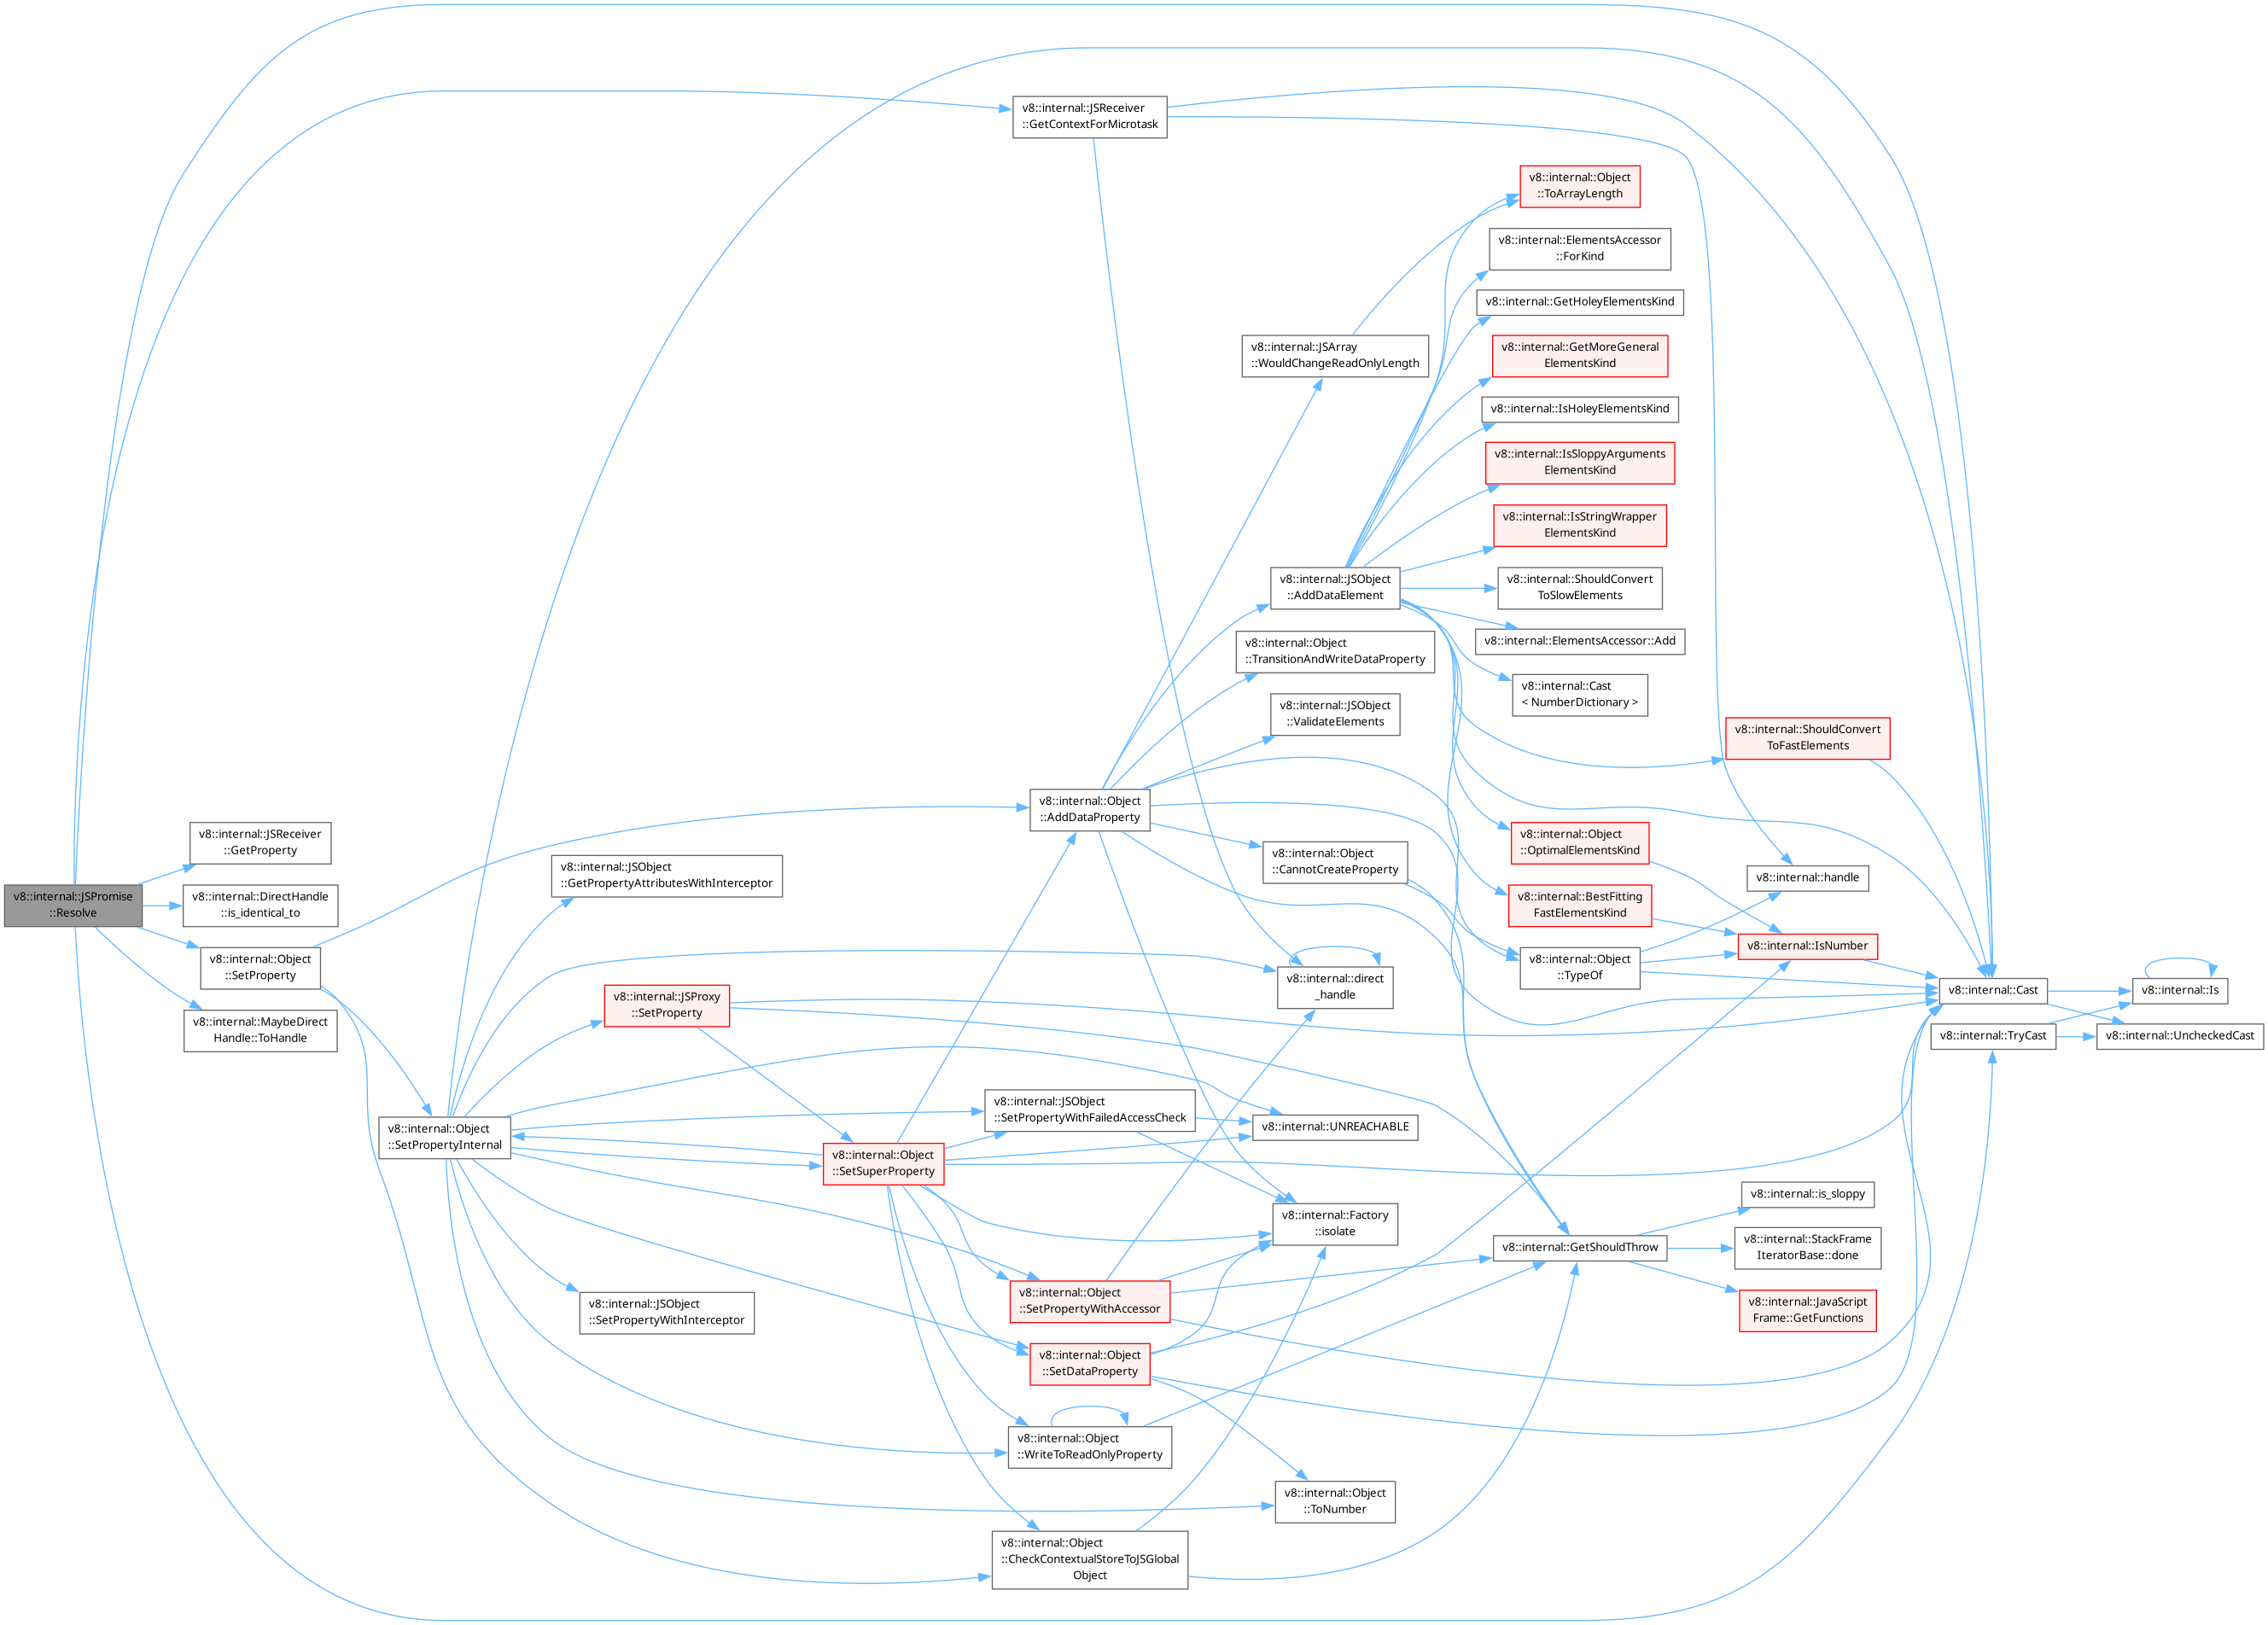 v8::internal::JSPromise
::Resolve
v8::internal::JSReceiver
::GetProperty
v8::internal::DirectHandle
::is_identical_to
v8::internal::Object
::SetProperty
v8::internal::MaybeDirect
Handle::ToHandle
v8::internal::Object
::SetPropertyInternal
v8::internal::JSObject
::GetPropertyAttributesWithInterceptor
v8::internal::JSProxy
::SetProperty
v8::internal::JSObject
::SetPropertyWithInterceptor
v8::internal::Object
::SetSuperProperty
v8::internal::JSReceiver
::GetContextForMicrotask
v8::internal::Object
::AddDataProperty
v8::internal::JSObject
::SetPropertyWithFailedAccessCheck
v8::internal::Object
::SetPropertyWithAccessor
v8::internal::Object
::SetDataProperty
v8::internal::Object
::WriteToReadOnlyProperty
v8::internal::Object
::CheckContextualStoreToJSGlobal
Object
v8::internal::JSArray
::WouldChangeReadOnlyLength
v8::internal::JSObject
::AddDataElement
v8::internal::Object
::TransitionAndWriteDataProperty
v8::internal::JSObject
::ValidateElements
v8::internal::Object
::CannotCreateProperty
v8::internal::direct
_handle
v8::internal::UNREACHABLE
v8::internal::Factory
::isolate
v8::internal::Object
::ToNumber
v8::internal::Object
::ToArrayLength
v8::internal::ElementsAccessor
::ForKind
v8::internal::GetHoleyElementsKind
v8::internal::GetMoreGeneral
ElementsKind
v8::internal::IsHoleyElementsKind
v8::internal::IsSloppyArguments
ElementsKind
v8::internal::IsStringWrapper
ElementsKind
v8::internal::ShouldConvert
ToSlowElements
v8::internal::ElementsAccessor::Add
v8::internal::Cast
< NumberDictionary >
v8::internal::Object
::OptimalElementsKind
v8::internal::BestFitting
FastElementsKind
v8::internal::Object
::TypeOf
v8::internal::GetShouldThrow
v8::internal::ShouldConvert
ToFastElements
v8::internal::handle
v8::internal::IsNumber
v8::internal::is_sloppy
v8::internal::StackFrame
IteratorBase::done
v8::internal::JavaScript
Frame::GetFunctions
v8::internal::Cast
v8::internal::TryCast
v8::internal::Is
v8::internal::UncheckedCast